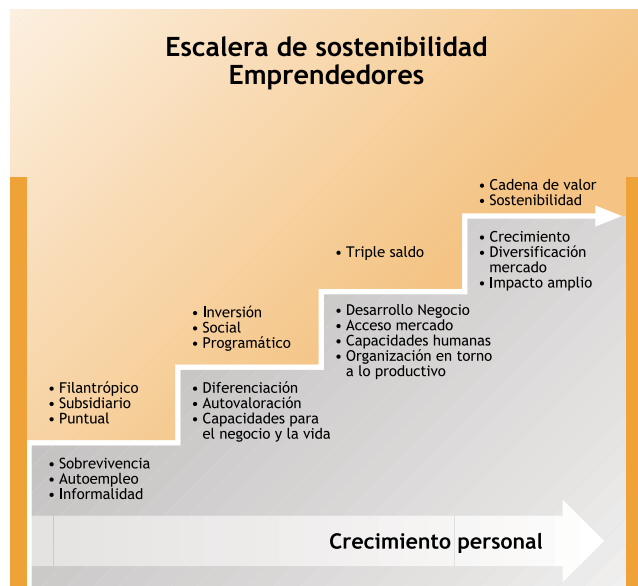 Escalera de sostenibilidad
Emprendedores
• Cadena de valor
• Sostenibilidad
• Crecimiento
• Diversificación
mercado
• Impacto amplio
• Triple saldo
• Desarrollo Negocio
• Acceso mercado
• Capacidades humanas
• Organización en torno
a lo productivo
• Inversión
• Social
• Programático
• Diferenciación
• Autovaloración
• Capacidades para
el negocio y la vida
• Filantrópico
• Subsidiario
• Puntual
• Sobrevivencia
• Autoempleo
• Informalidad
Crecimiento personal